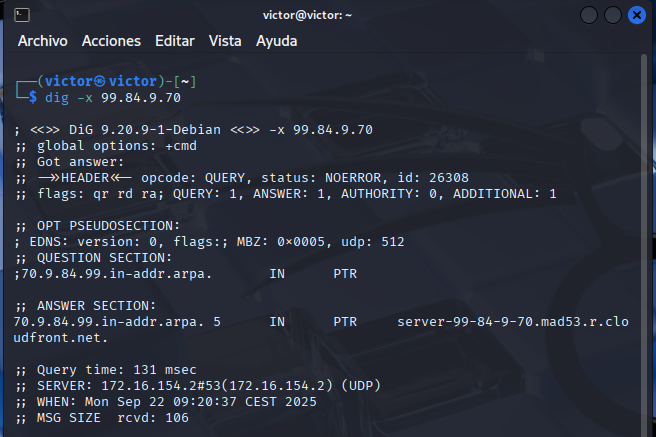 victor@victor: ~
Archivo Acciones Editar Vista Ayuda
┌──(victor㉿victor)-[~]
└─$ dig -x 99.84.9.70
; <<>> DiG 9.20.9-1-Debian <<>> -x 99.84.9.70
;; global options: +cmd
;; Got answer:
;; ->>HEADER<<- opcode: QUERY, status: NOERROR, id: 26308
;; flags: qr rd ra; QUERY: 1, ANSWER: 1, AUTHORITY: 0, ADDITIONAL: 1
;; OPT PSEUDOSECTION:
; EDNS: version: 0, flags:; MBZ: 0x0005, udp: 512
;; QUESTION SECTION:
;70.9.84.99.in-addr.arpa. IN PTR
;; ANSWER SECTION:
70.9.84.99.in-addr.arpa. 5 IN PTR server-99-84-9-70.mad53.r.clo
udfront.net.
;; Query time: 131 msec
;; SERVER: 172.16.154.2#53(172.16.154.2) (UDP)
;; WHEN: Mon Sep 22 09:20:37 CEST 2025
;; MSG SIZE rcvd: 106